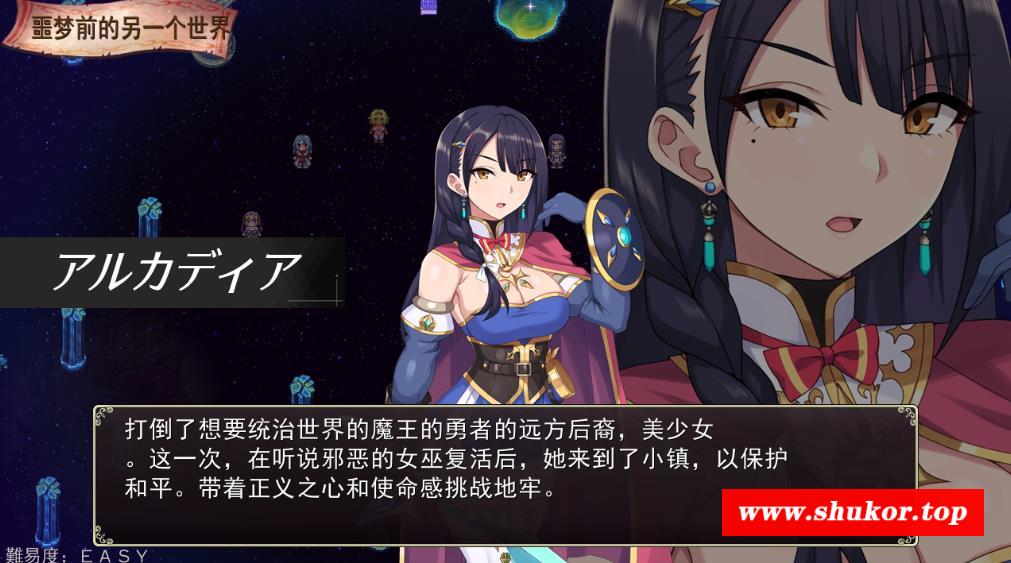 噩梦前的另一个世界
アルカディア
打倒了想要统治世界的魔王的勇者的远方后裔，美少女
。这一次，在听说邪恶的女巫复活后，她来到了小镇，以保护
和平。带着正义之心和使命感挑战地牢。
www.shukor.top
難易度：ＥＡＳＹ